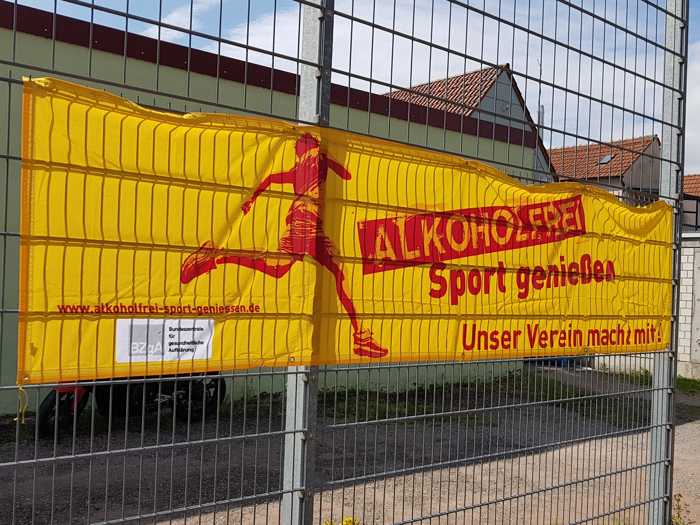 ALKOHOLFREI
Sport genießen
Unser Verein macht mit!
www.alkoholfrei-sport-geniessen.de
BZgA
Bundeszentrale
für
gesundheitliche
Aufklärung